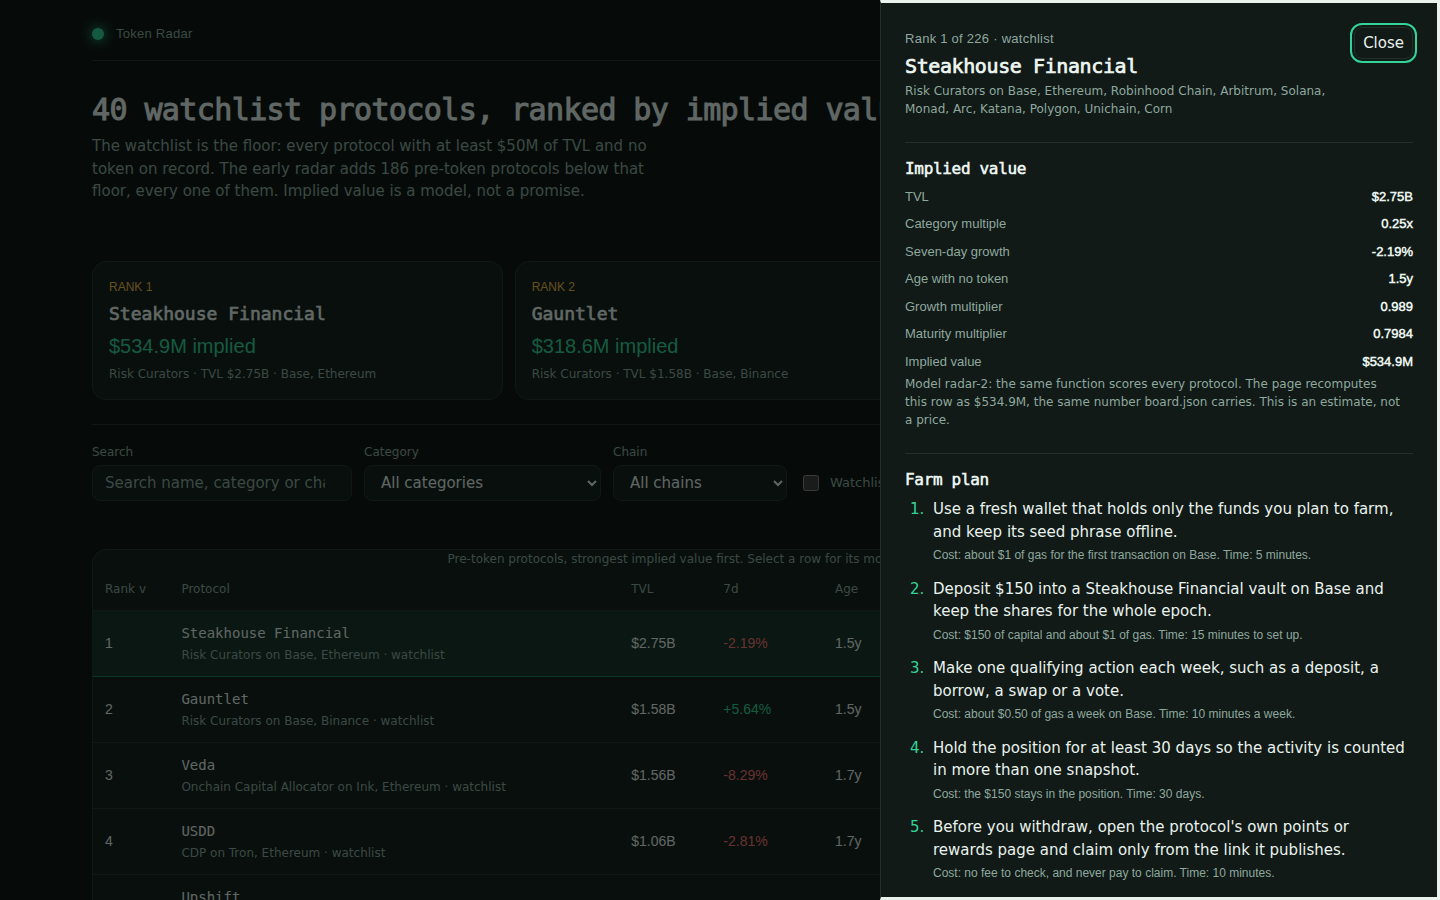 Token Radar
40 watchlist protocols, ranked by implied val
The watchlist is the floor: every protocol with at least $50M of TVL and no
token on record. The early radar adds 186 pre-token protocols below that
floor, every one of them. Implied value is a model, not a promise.
RANK 1
Steakhouse Financial
$534.9M implied
Risk Curators · TVL $2.75B · Base, Ethereum
RANK 2
Gauntlet
$318.6M implied
Risk Curators · TVL $1.58B · Base, Binance
Search
Category
Chain
Search name, category or cha
All categories
All chains
Watchlis
Pre-token protocols, strongest implied value first. Select a row for its mo
Rank v
Protocol
TVL
7d
Age
1
Steakhouse Financial
Risk Curators on Base, Ethereum · watchlist
$2.75B
-2.19%
1.5y
2
Gauntlet
Risk Curators on Base, Binance · watchlist
$1.58B
+5.64%
1.5y
3
Veda
Onchain Capital Allocator on Ink, Ethereum · watchlist
$1.56B
-8.29%
1.7y
4
USDD
CDP on Tron, Ethereum · watchlist
$1.06B
-2.81%
1.7y
Upshift
Rank 1 of 226 · watchlist
Close
Steakhouse Financial
Risk Curators on Base, Ethereum, Robinhood Chain, Arbitrum, Solana,
Monad, Arc, Katana, Polygon, Unichain, Corn
Implied value
TVL $2.75B
Category multiple 0.25x
Seven-day growth -2.19%
Age with no token 1.5y
Growth multiplier 0.989
Maturity multiplier 0.7984
Implied value $534.9M
Model radar-2: the same function scores every protocol. The page recomputes
this row as $534.9M, the same number board.json carries. This is an estimate, not
a price.
Farm plan
1. Use a fresh wallet that holds only the funds you plan to farm,
and keep its seed phrase offline.
Cost: about $1 of gas for the first transaction on Base. Time: 5 minutes.
2. Deposit $150 into a Steakhouse Financial vault on Base and
keep the shares for the whole epoch.
Cost: $150 of capital and about $1 of gas. Time: 15 minutes to set up.
3. Make one qualifying action each week, such as a deposit, a
borrow, a swap or a vote.
Cost: about $0.50 of gas a week on Base. Time: 10 minutes a week.
4. Hold the position for at least 30 days so the activity is counted
in more than one snapshot.
Cost: the $150 stays in the position. Time: 30 days.
5. Before you withdraw, open the protocol's own points or
rewards page and claim only from the link it publishes.
Cost: no fee to check, and never pay to claim. Time: 10 minutes.